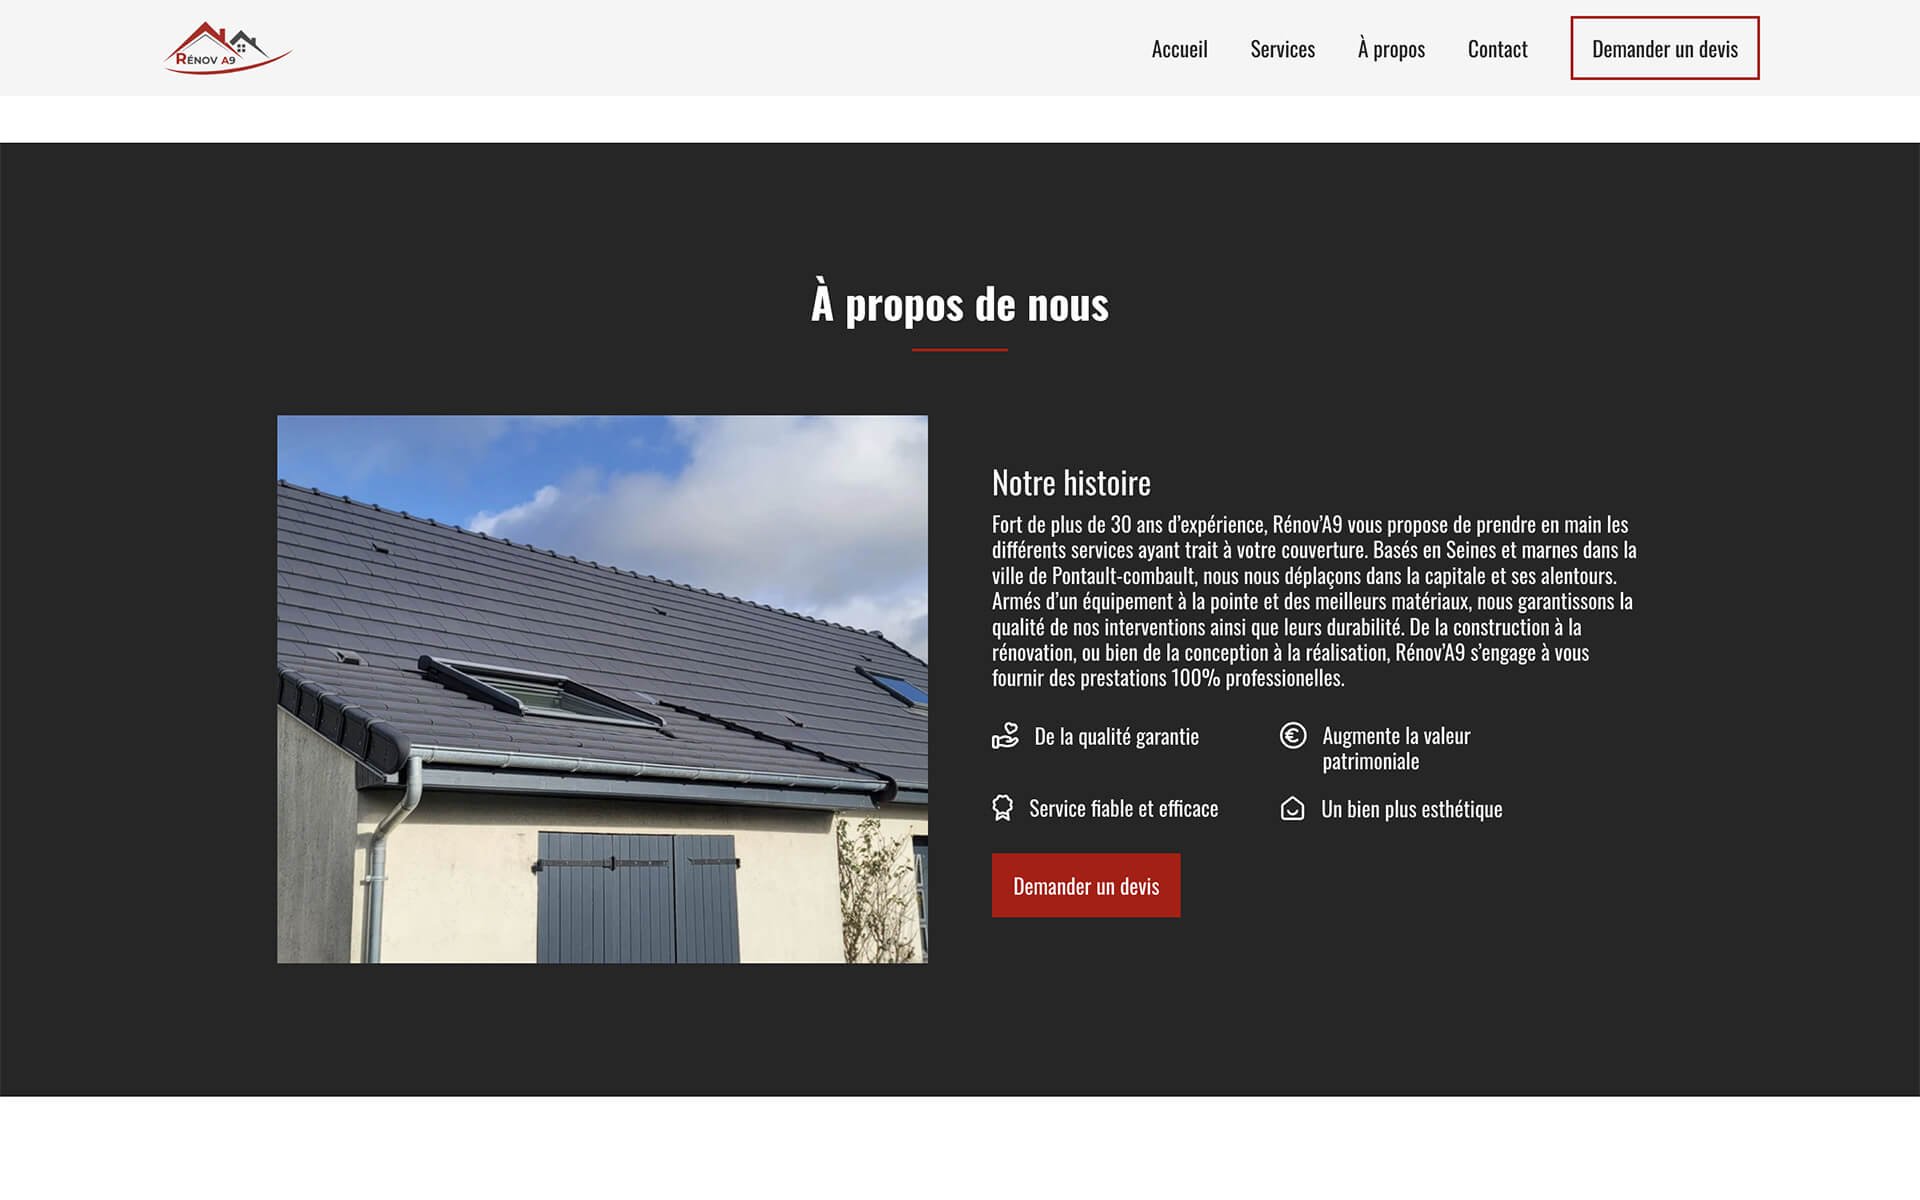 RÉNOV A9
Accueil
Services
À propos
Contact
Demander un devis
À propos de nous
Notre histoire
Fort de plus de 30 ans d’expérience, Rénov’A9 vous propose de prendre en main les
différents services ayant trait à votre couverture. Basés en Seines et marnes dans la
ville de Pontault-combault, nous nous déplaçons dans la capitale et ses alentours.
Armés d’un équipement à la pointe et des meilleurs matériaux, nous garantissons la
qualité de nos interventions ainsi que leurs durabilité. De la construction à la
rénovation, ou bien de la conception à la réalisation, Rénov’A9 s’engage à vous
fournir des prestations 100% professionelles.
De la qualité garantie
Augmente la valeur
patrimoniale
Service fiable et efficace
Un bien plus esthétique
Demander un devis